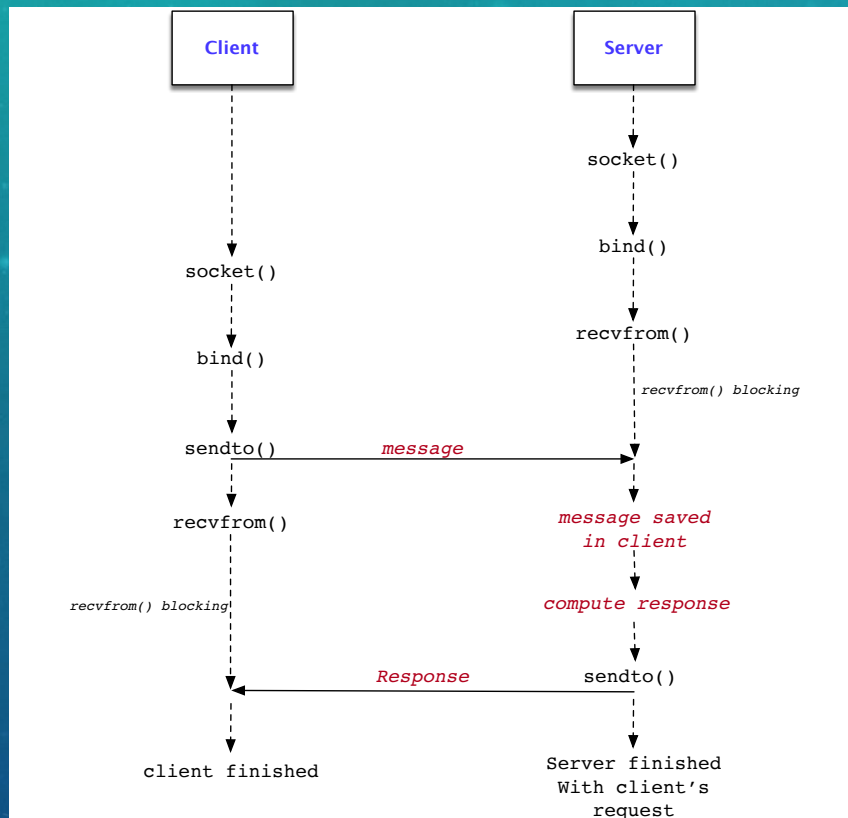 Client
Server
socket()
bind()
socket()
recvfrom()
bind()
recvfrom() blocking
sendto()
message
recvfrom()
message saved
in client
recvfrom() blocking
compute response
Response
sendto()
client finished
Server finished
With client's
request